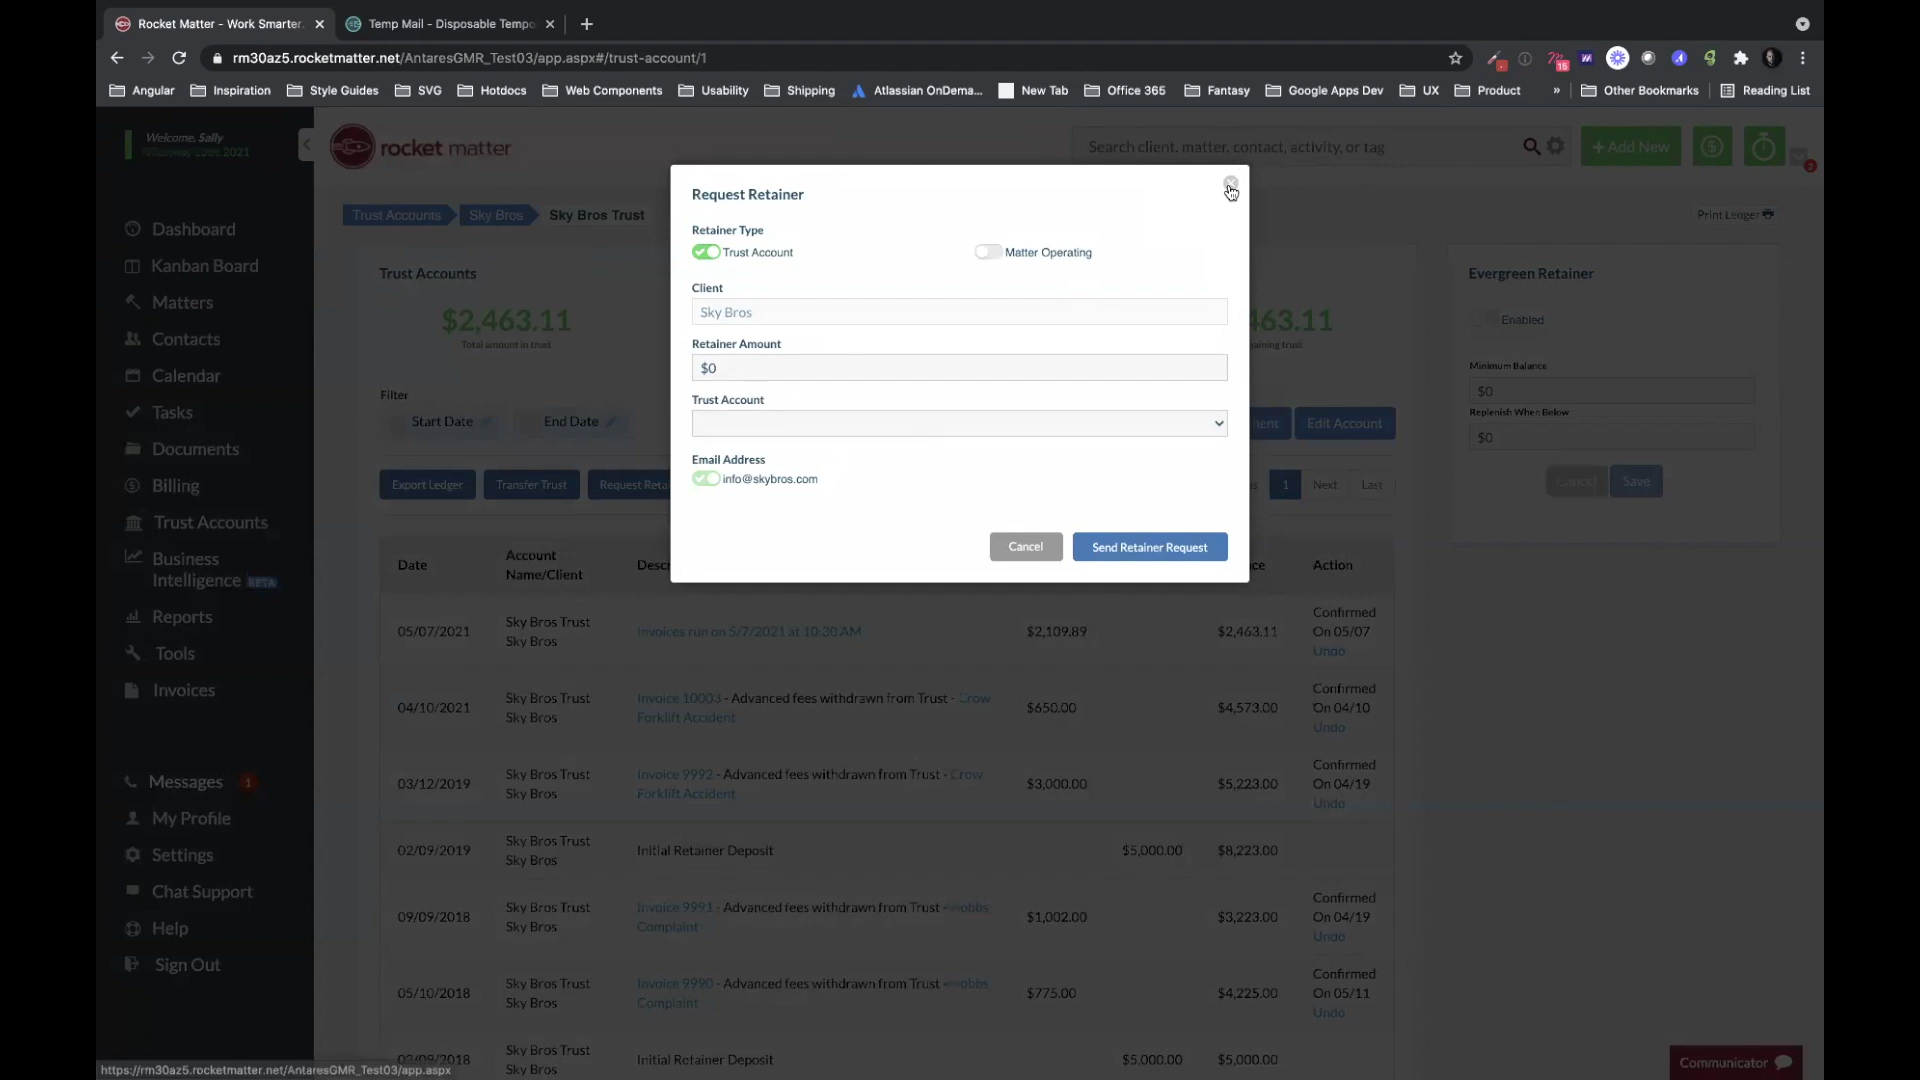 Rocket Matter - Work Smarter.
Temp Mail - Disposable Tempo
rm30az5.rocketmatter.net/AntaresGMR_Test03/app.aspx#/trust-account/1
Angular
Inspiration
Style Guides
SVG
Hotdocs
Web Components
Usability
Shipping
Atlassian OnDema...
New Tab
Office 365
Fantasy
Google Apps Dev
UX
Product
»
Other Bookmarks
Reading List
Welcome, Sally
2021
rocket matter
Search client, matter, contact, activity, or tag
+ Add New
2
Dashboard
Kanban Board
Matters
Contacts
Calendar
Tasks
Documents
Billing
Trust Accounts
Business
Intelligence BETA
Reports
Tools
Invoices
Messages 1
My Profile
Settings
Chat Support
Help
Sign Out
Trust Accounts
Sky Bros
Sky Bros Trust
Print Ledger
Trust Accounts
$2,463.11
Total amount in trust
463.11
aining trust
Filter
Start Date
End Date
Edit Account
Export Ledger
Transfer Trust
Request Retai
1
Next
Last
Request Retainer
Retainer Type
Trust Account
Matter Operating
Client
Sky Bros
Retainer Amount
$0
Trust Account
Email Address
info@skybros.com
Cancel
Send Retainer Request
Evergreen Retainer
Enabled
Minimum Balance
$0
Replenish When Below
$0
Cancel
Save
Date
Account
Name/Client
Descr
ce
Action
05/07/2021
Sky Bros Trust
Sky Bros
Invoices run on 5/7/2021 at 10:30 AM
$2,109.89
$2,463.11
Confirmed
On 05/07
Undo
04/10/2021
Sky Bros Trust
Sky Bros
Invoice 10003 - Advanced fees withdrawn from Trust - Crow
Forklift Accident
$650.00
$4,573.00
Confirmed
On 04/10
Undo
03/12/2019
Sky Bros Trust
Sky Bros
Invoice 9992 - Advanced fees withdrawn from Trust - Crow
Forklift Accident
$3,000.00
$5,223.00
Confirmed
On 04/19
Undo
02/09/2019
Sky Bros Trust
Sky Bros
Initial Retainer Deposit
$5,000.00
$8,223.00
09/09/2018
Sky Bros Trust
Sky Bros
Invoice 9991 - Advanced fees withdrawn from Trust -
Complaint
$1,002.00
$3,223.00
Confirmed
On 04/19
Undo
05/10/2018
Sky Bros Trust
Sky Bros
Invoice 9990 - Advanced fees withdrawn from Trust -
Complaint
$775.00
$4,225.00
Confirmed
On 05/11
Undo
Sky Bros Trust
Sky Bros
Initial Retainer Deposit
$5,000.00
$5,000.00
Communicator
https://rm30az5.rocketmatter.net/AntaresGMR_Test03/app.aspx